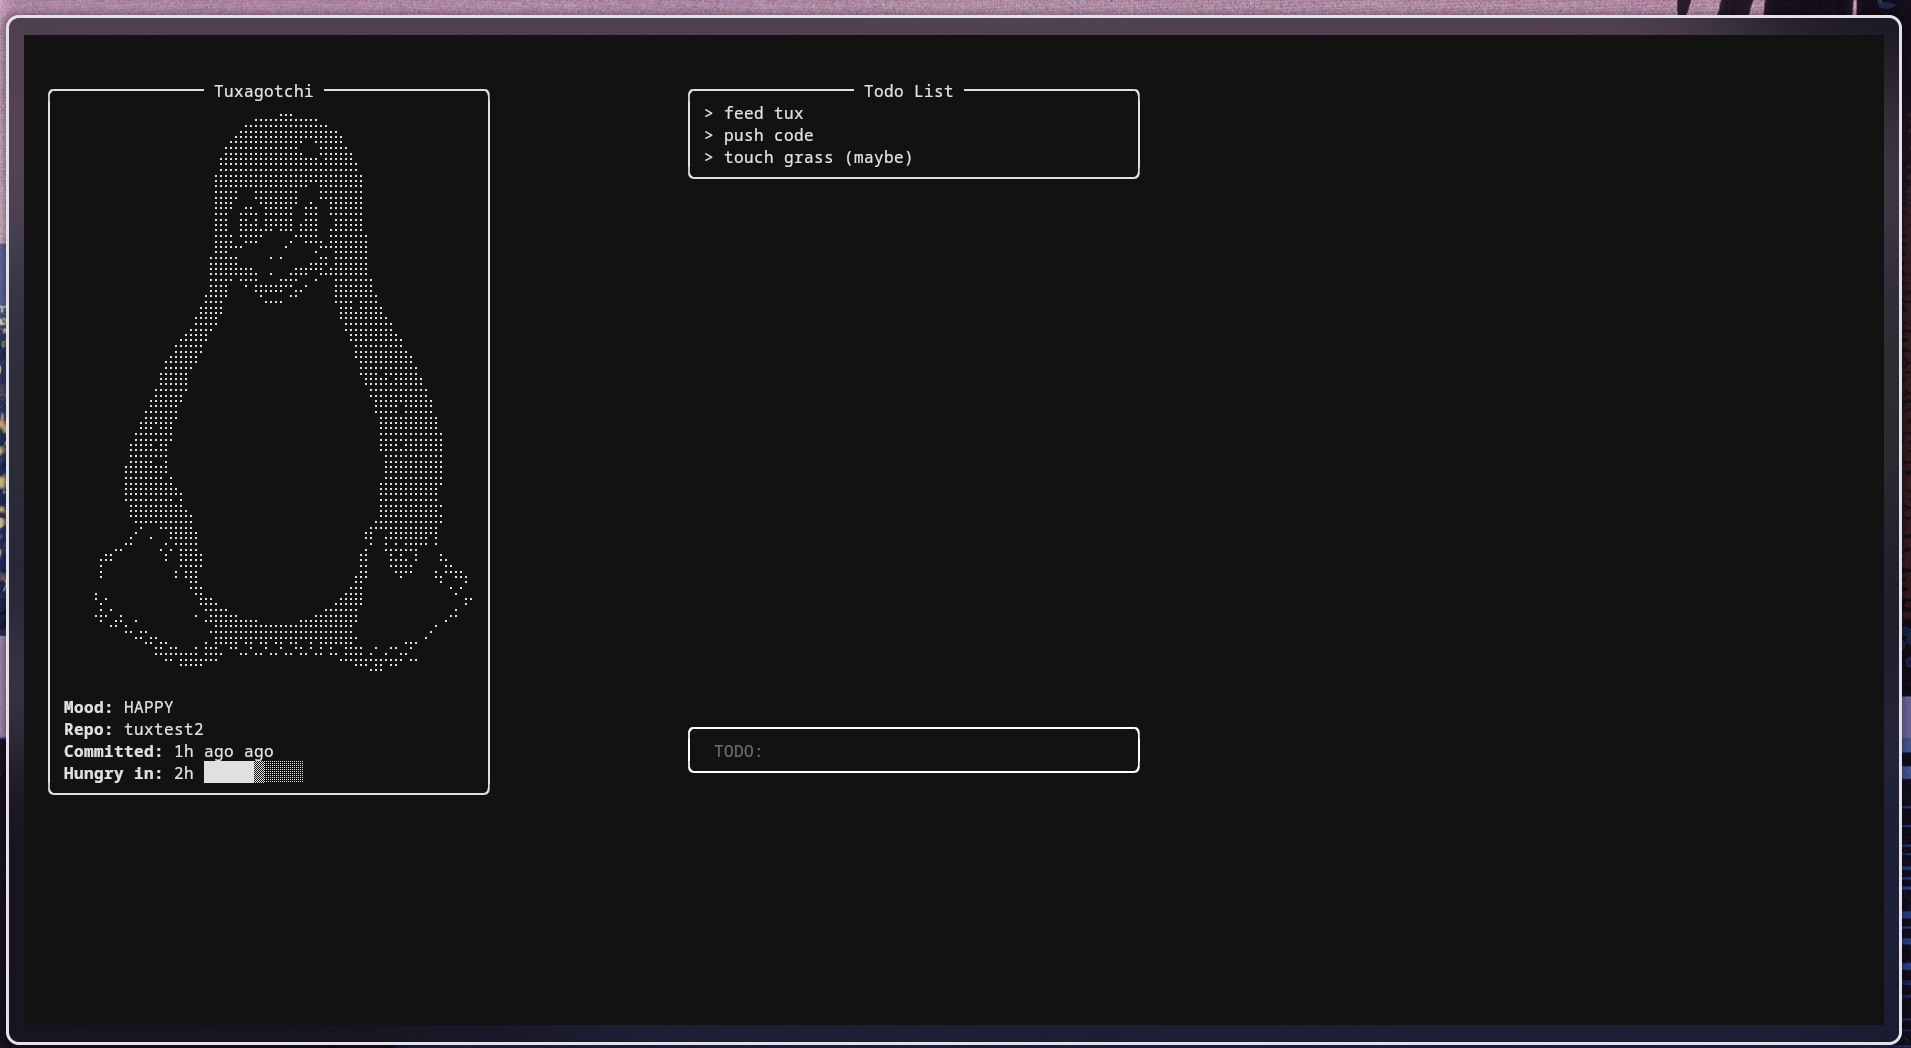 Tuxagotchi
Mood: HAPPY
Repo: tuxtest2
Committed: 1h ago ago
Hungry in: 2h
Todo List
> feed tux
> push code
> touch grass (maybe)
TODO: